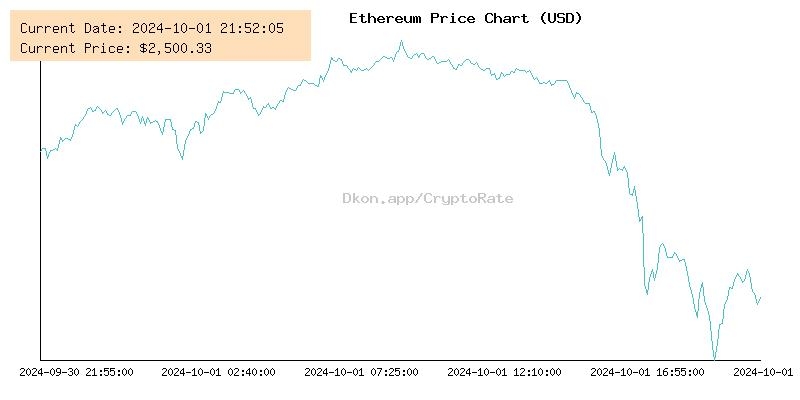 Ethereum Price Chart (USD)
Current Date: 2024-10-01 21:52:05
Current Price: $2,500.33
Dkon.app/CryptoRate
2024-09-30 21:55:00 2024-10-01 02:40:00 2024-10-01 07:25:00 2024-10-01 12:10:00 2024-10-01 16:55:00 2024-10-01